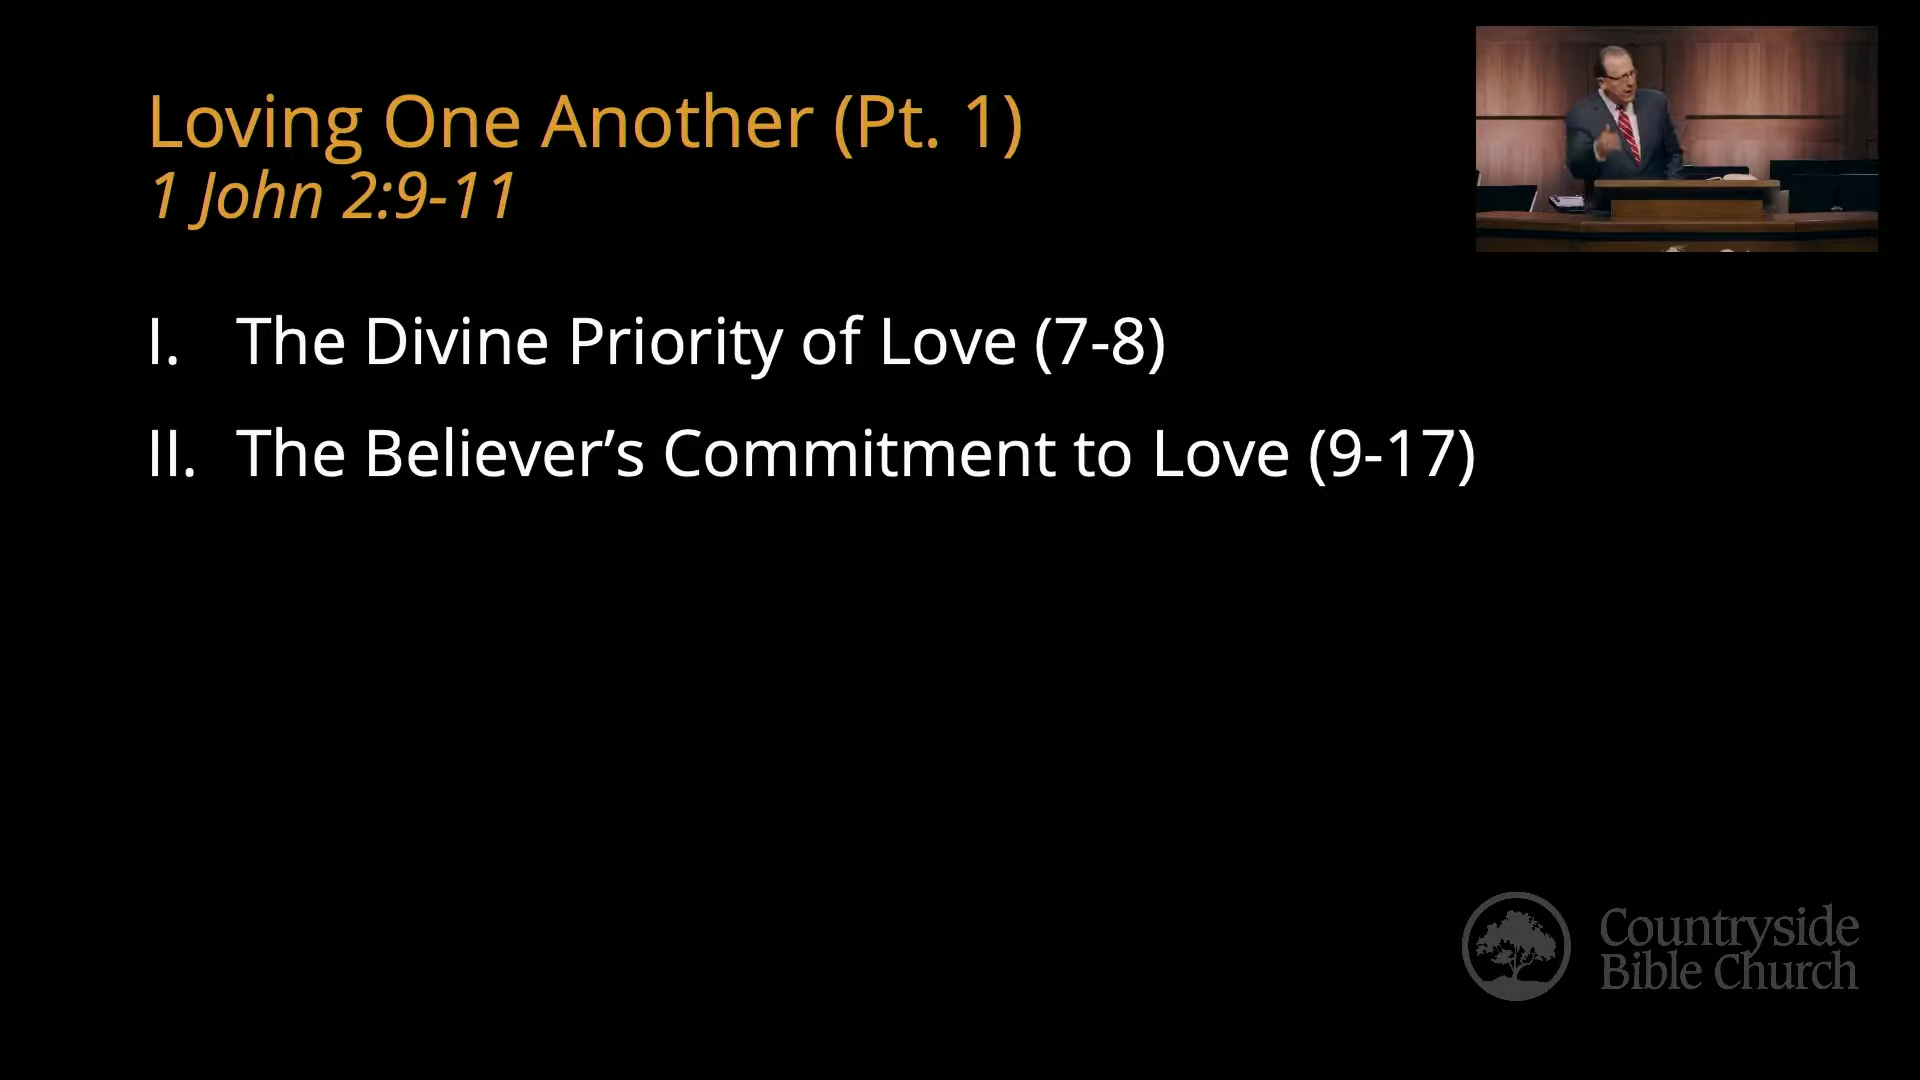 Loving One Another (Pt. 1)
1 John 2:9-11
I. The Divine Priority of Love (7-8)
II. The Believer’s Commitment to Love (9-17)
Countryside
Bible Church